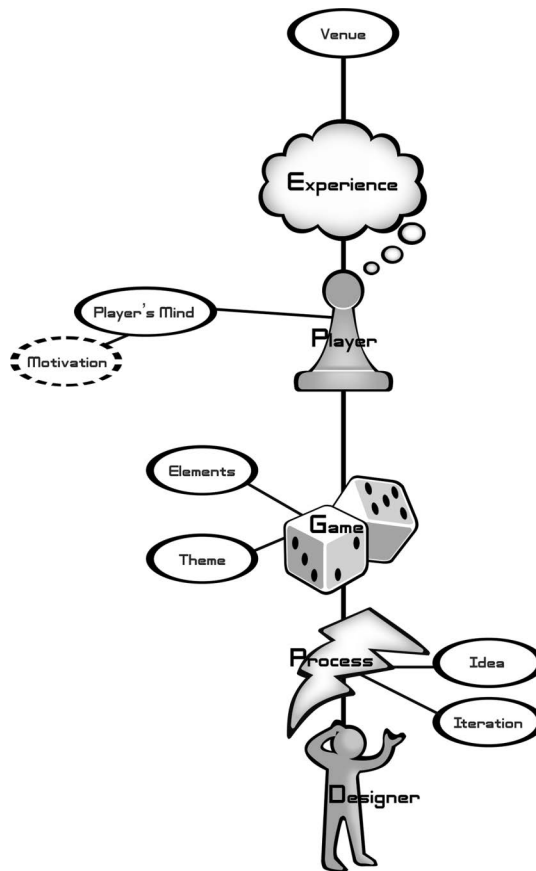 Venue
Experience
Player's Mind
Player
Motivation
Elements
Game
Theme
Process
Idea
Iteration
Designer